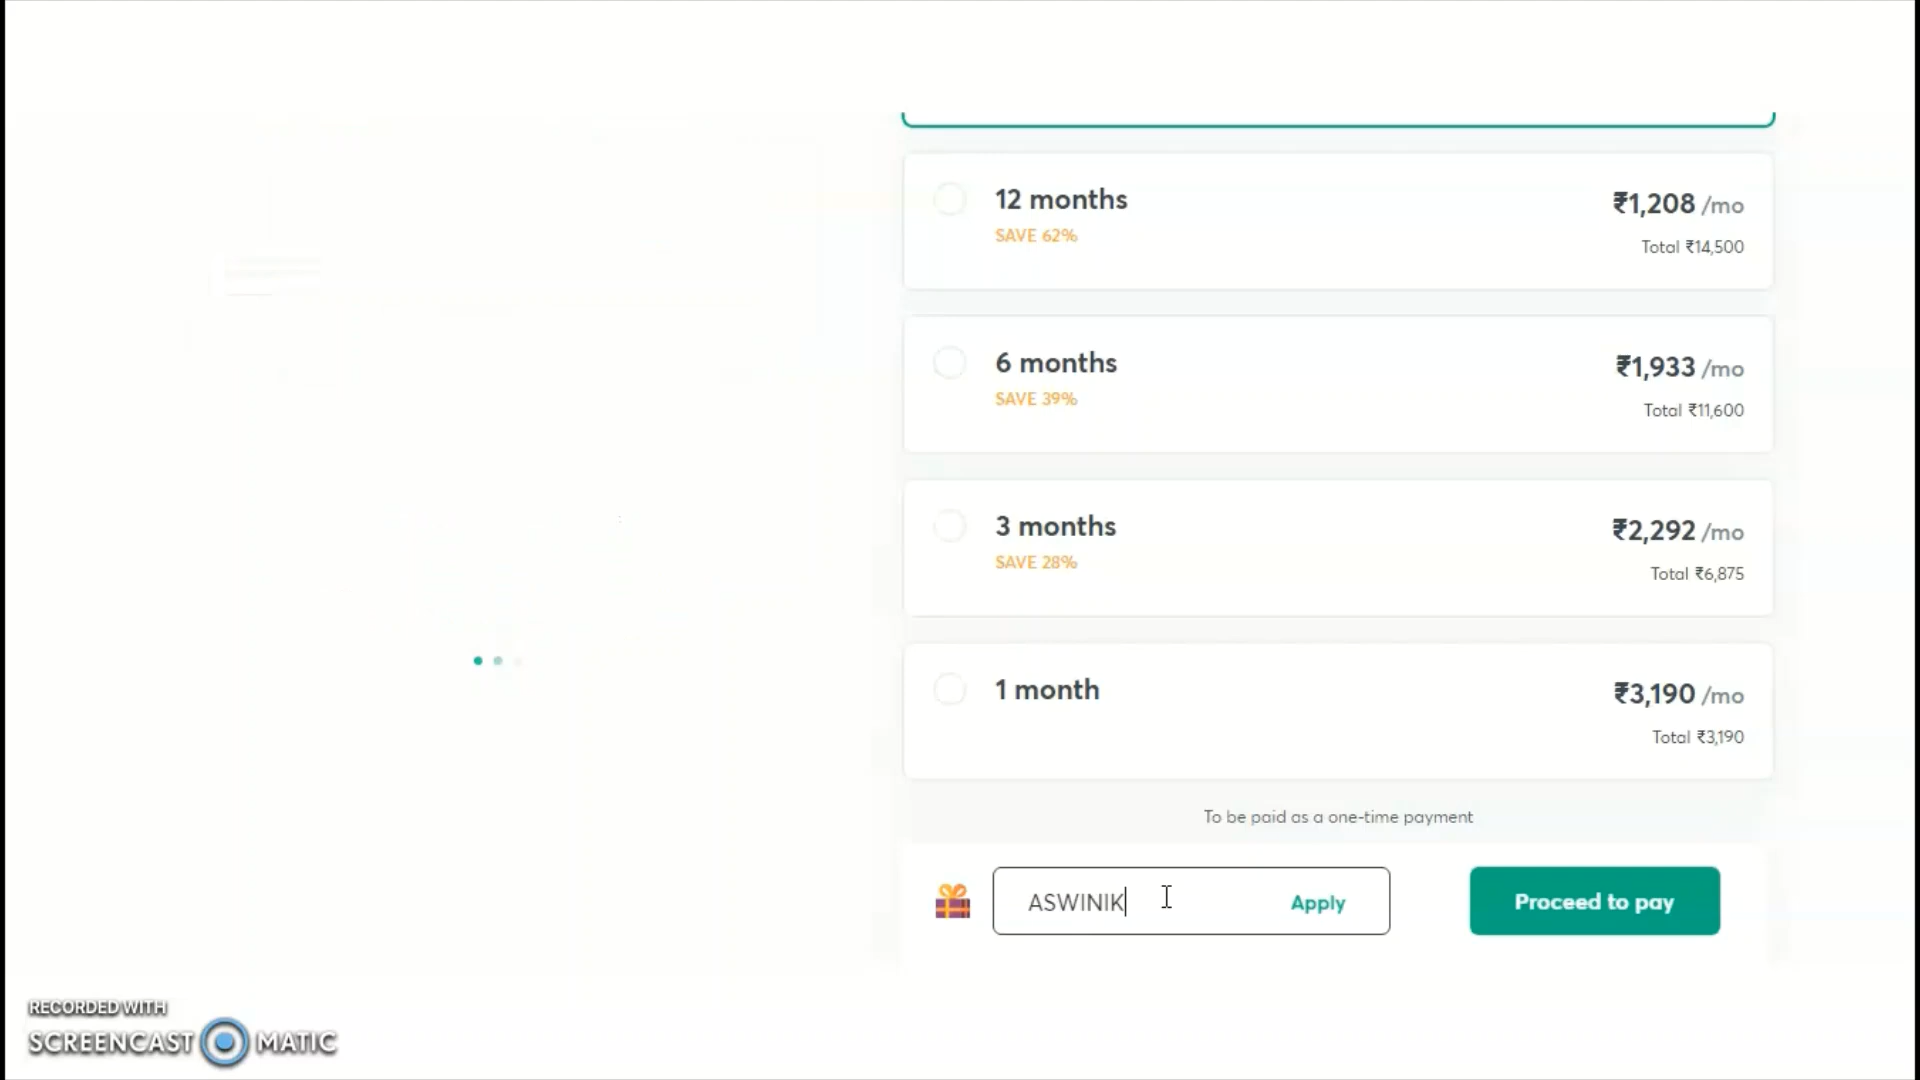 12 months
₹1,208 /mo
SAVE 62%
Total ₹14,500
6 months
₹1,933 /mo
SAVE 39%
Total ₹11,600
3 months
₹2,292 /mo
SAVE 28%
Total ₹6,875
1 month
₹3,190 /mo
Total ₹3,190
To be paid as a one-time payment
ASWINIK
Apply
Proceed to pay
RECORDED WITH
SCREENCAST MATIC